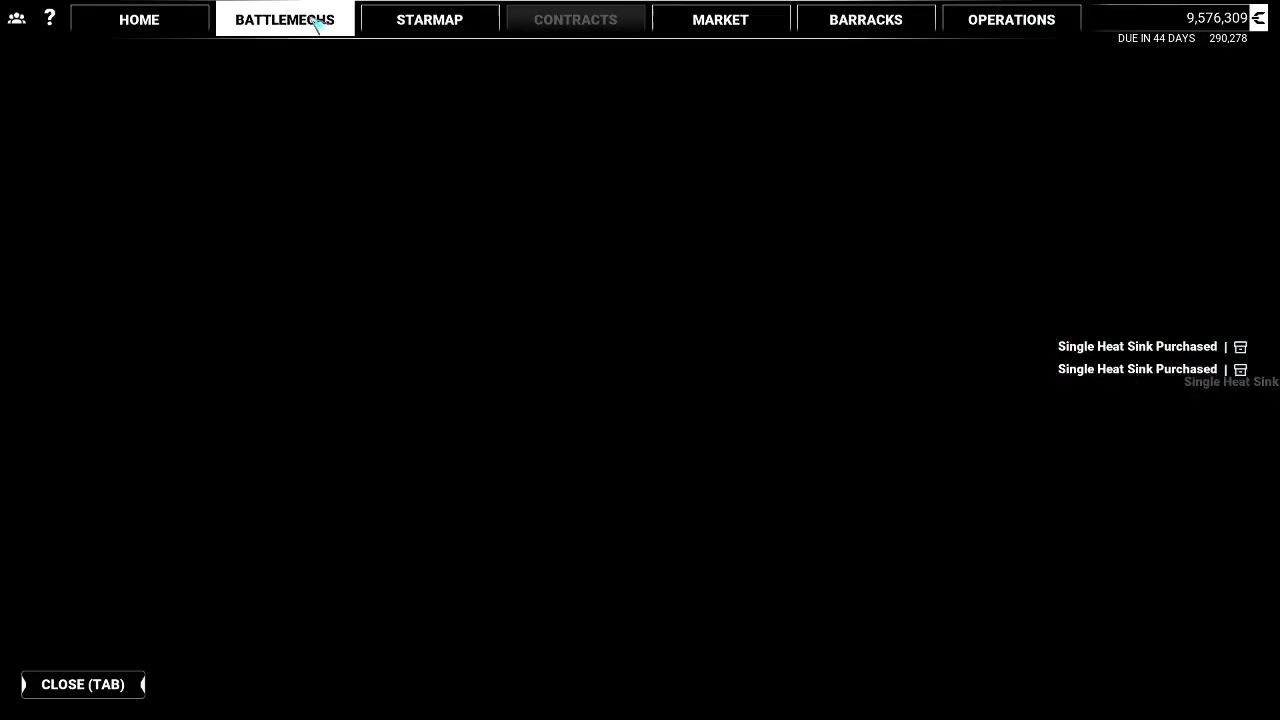 ? HOME BATTLEMECHS STARMAP CONTRACTS MARKET BARRACKS OPERATIONS 9,576,309
DUE IN 44 DAYS 290,278
Single Heat Sink Purchased |
Single Heat Sink Purchased |
Single Heat Sink
CLOSE (TAB)